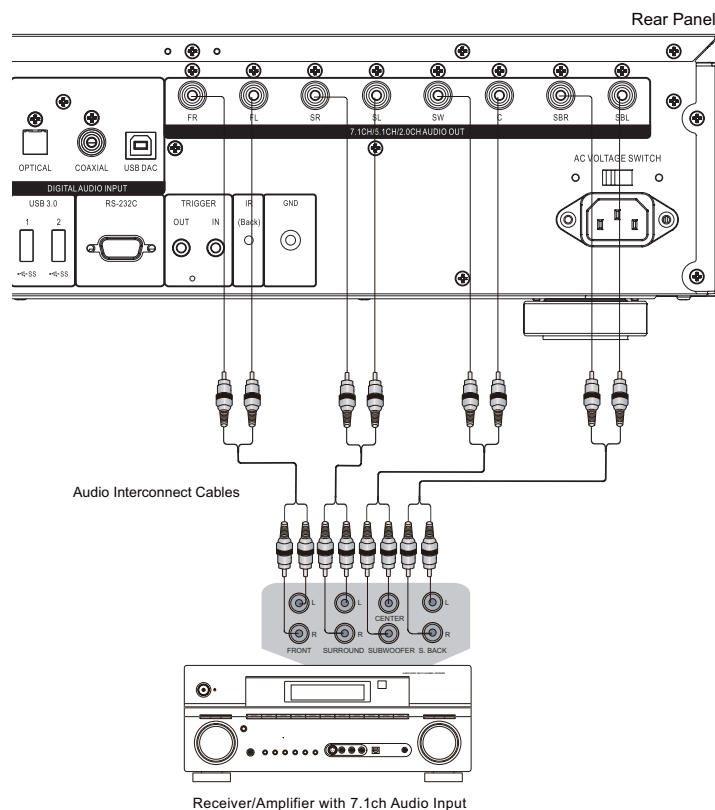 Rear Panel
FR FL SR SL SW C SBR SBL
7.1CH/5.1CH/2.0CH AUDIO OUT
OPTICAL COAXIAL USB DAC
AC VOLTAGE SWITCH
DIGITAL AUDIO INPUT
USB 3.0 RS-232C TRIGGER IR GND
1 2 OUT IN (Back)
SS SS
Audio Interconnect Cables
L L L
CENTER
R R R
FRONT SURROUND SUBWOOFER S. BACK
Receiver/Amplifier with 7.1ch Audio Input